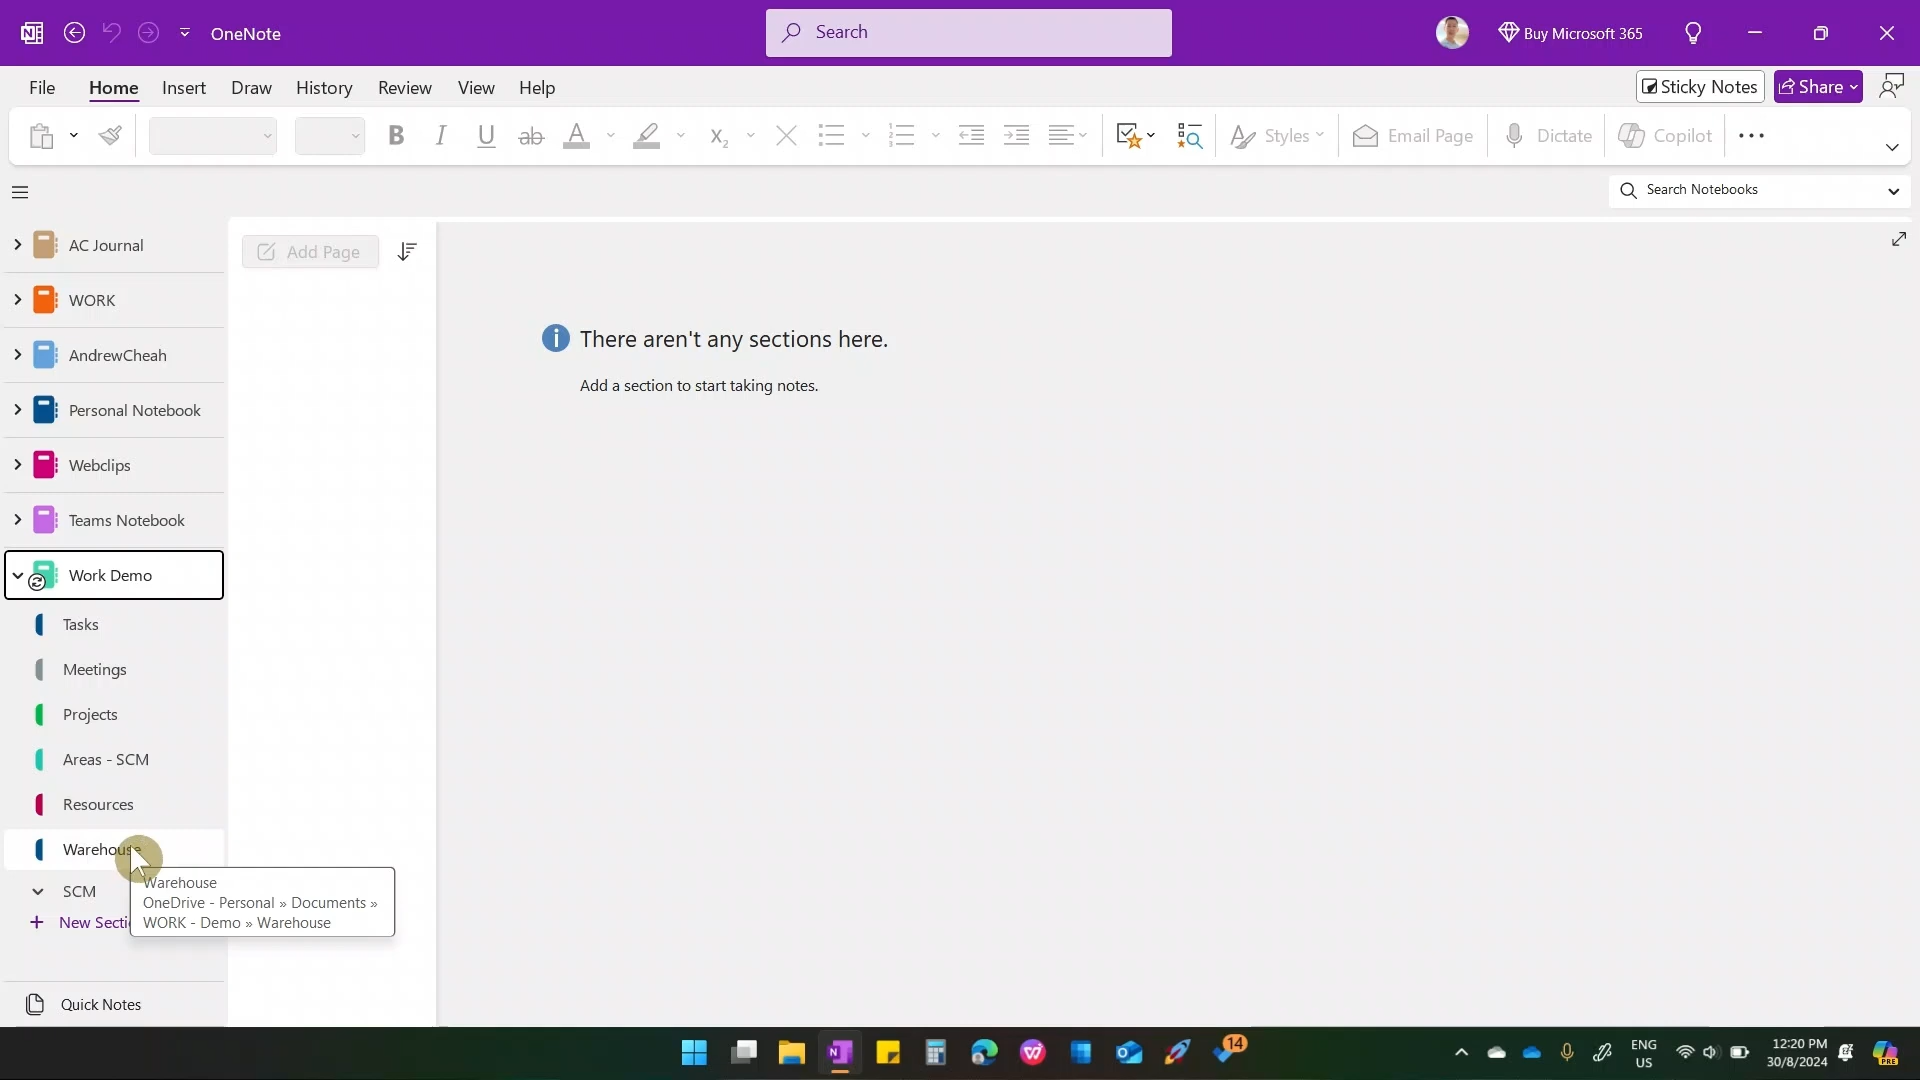 OneNote
Search
Buy Microsoft 365
File Home Insert Draw History Review View Help
Sticky Notes
Share
B I U ab A X₂
Styles
Email Page
Dictate
Copilot
Search Notebooks
AC Journal
WORK
AndrewCheah
Personal Notebook
Webclips
Teams Notebook
Work Demo
Tasks
Meetings
Projects
Areas - SCM
Resources
Warehouse
SCM
New Secti
Quick Notes
Add Page
There aren't any sections here.
Add a section to start taking notes.
Warehouse
OneDrive - Personal » Documents »
WORK - Demo » Warehouse
14
ENG
US
12:20 PM
30/8/2024
PRE